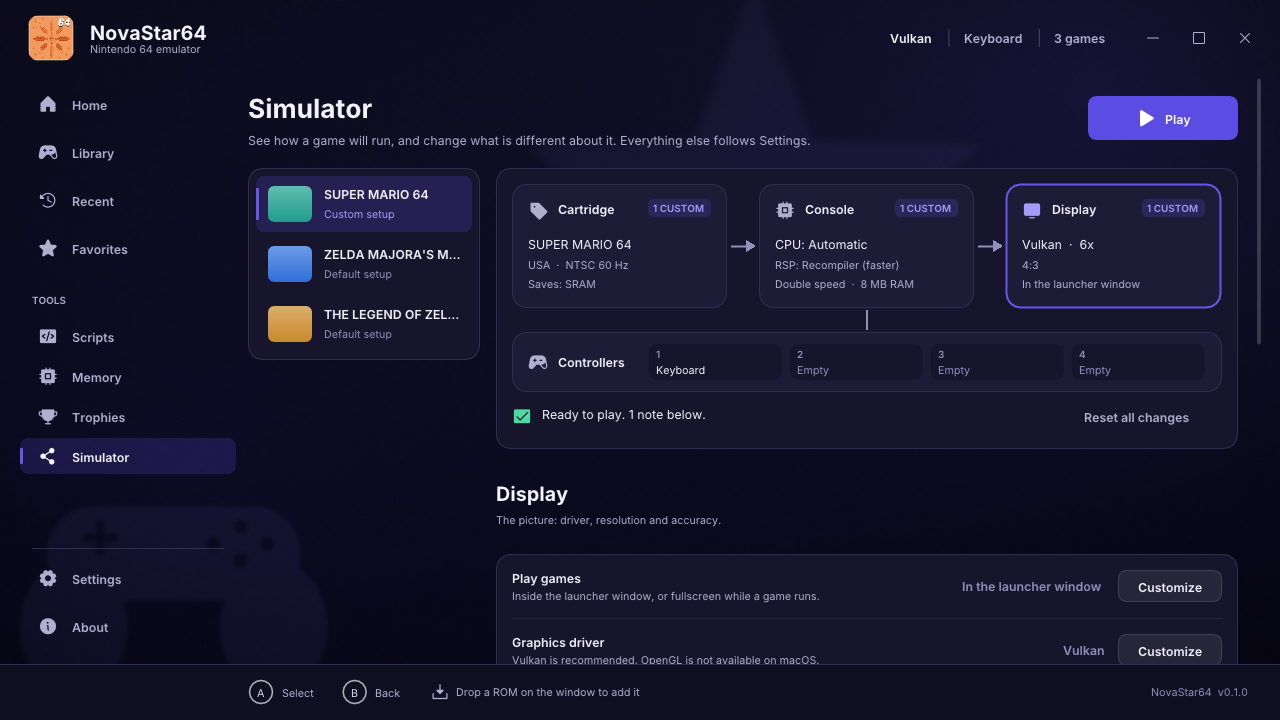 64
NovaStar64
Nintendo 64 emulator
Vulkan
Keyboard
3 games
Home
Library
Recent
Favorites
TOOLS
Scripts
Memory
Trophies
Simulator
Settings
About
Simulator
See how a game will run, and change what is different about it. Everything else follows Settings.
Play
SUPER MARIO 64
Custom setup
ZELDA MAJORA'S M...
Default setup
THE LEGEND OF ZEL...
Default setup
Cartridge
1 CUSTOM
SUPER MARIO 64
USA · NTSC 60 Hz
Saves: SRAM
Console
1 CUSTOM
CPU: Automatic
RSP: Recompiler (faster)
Double speed · 8 MB RAM
Display
1 CUSTOM
Vulkan · 6x
4:3
In the launcher window
Controllers
1
Keyboard
2
Empty
3
Empty
4
Empty
Ready to play. 1 note below.
Reset all changes
Display
The picture: driver, resolution and accuracy.
Play games
Inside the launcher window, or fullscreen while a game runs.
In the launcher window
Customize
Graphics driver
Vulkan is recommended. OpenGL is not available on macOS.
Vulkan
Customize
A Select
B Back
Drop a ROM on the window to add it
NovaStar64 v0.1.0